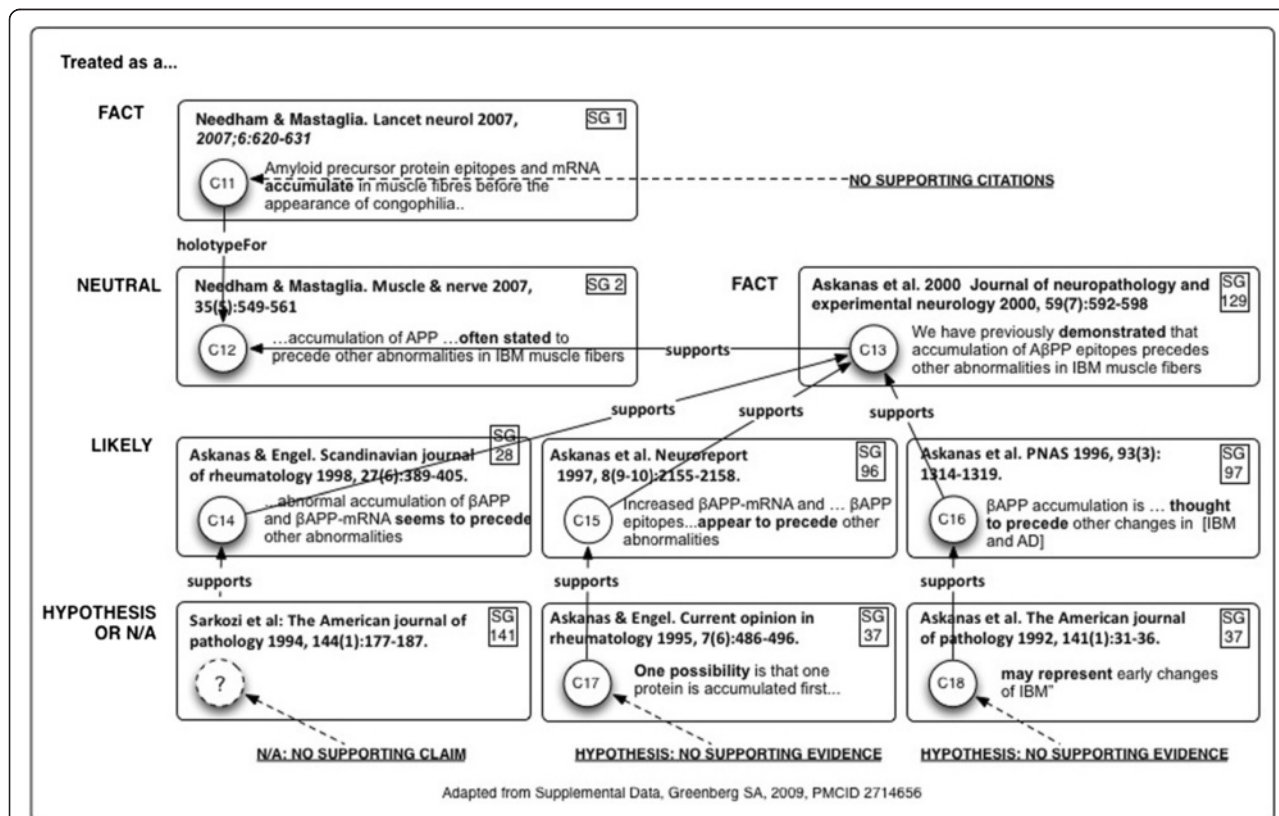 Treated as a...
FACT
Needham & Mastaglia. Lancet neurol 2007,
2007;6:620-631
SG 1
C11
Amyloid precursor protein epitopes and mRNA
accumulate in muscle fibres before the
appearance of congophilia..
NO SUPPORTING CITATIONS
holotypeFor
NEUTRAL
Needham & Mastaglia. Muscle & nerve 2007,
35(5):549-561
SG 2
C12
...accumulation of APP ...often stated to
precede other abnormalities in IBM muscle fibers
supports
FACT
Askanas et al. 2000 Journal of neuropathology and
experimental neurology 2000, 59(7):592-598
SG
129
C13
We have previously demonstrated that
accumulation of AβPP epitopes precedes
other abnormalities in IBM muscle fibers
supports
supports
supports
LIKELY
Askanas & Engel. Scandinavian journal
of rheumatology 1998, 27(6):389-405.
SG
28
C14
...abnormal accumulation of βAPP
and βAPP-mRNA seems to precede
other abnormalities
Askanas et al. Neuroreport
1997, 8(9-10):2155-2158.
SG
96
C15
Increased βAPP-mRNA and ... βAPP
epitopes...appear to precede other
abnormalities
Askanas et al. PNAS 1996, 93(3):
1314-1319.
SG
97
C16
βAPP accumulation is ... thought
to precede other changes in [IBM
and AD]
supports
supports
supports
HYPOTHESIS
OR N/A
Sarkozi et al: The American journal of
pathology 1994, 144(1):177-187.
SG
141
?
Askanas & Engel. Current opinion in
rheumatology 1995, 7(6):486-496.
SG
37
C17
One possibility is that one
protein is accumulated first...
Askanas et al. The American journal
of pathology 1992, 141(1):31-36.
SG
37
C18
may represent early changes
of IBM"
N/A: NO SUPPORTING CLAIM
HYPOTHESIS: NO SUPPORTING EVIDENCE
HYPOTHESIS: NO SUPPORTING EVIDENCE
Adapted from Supplemental Data, Greenberg SA, 2009, PMCID 2714656